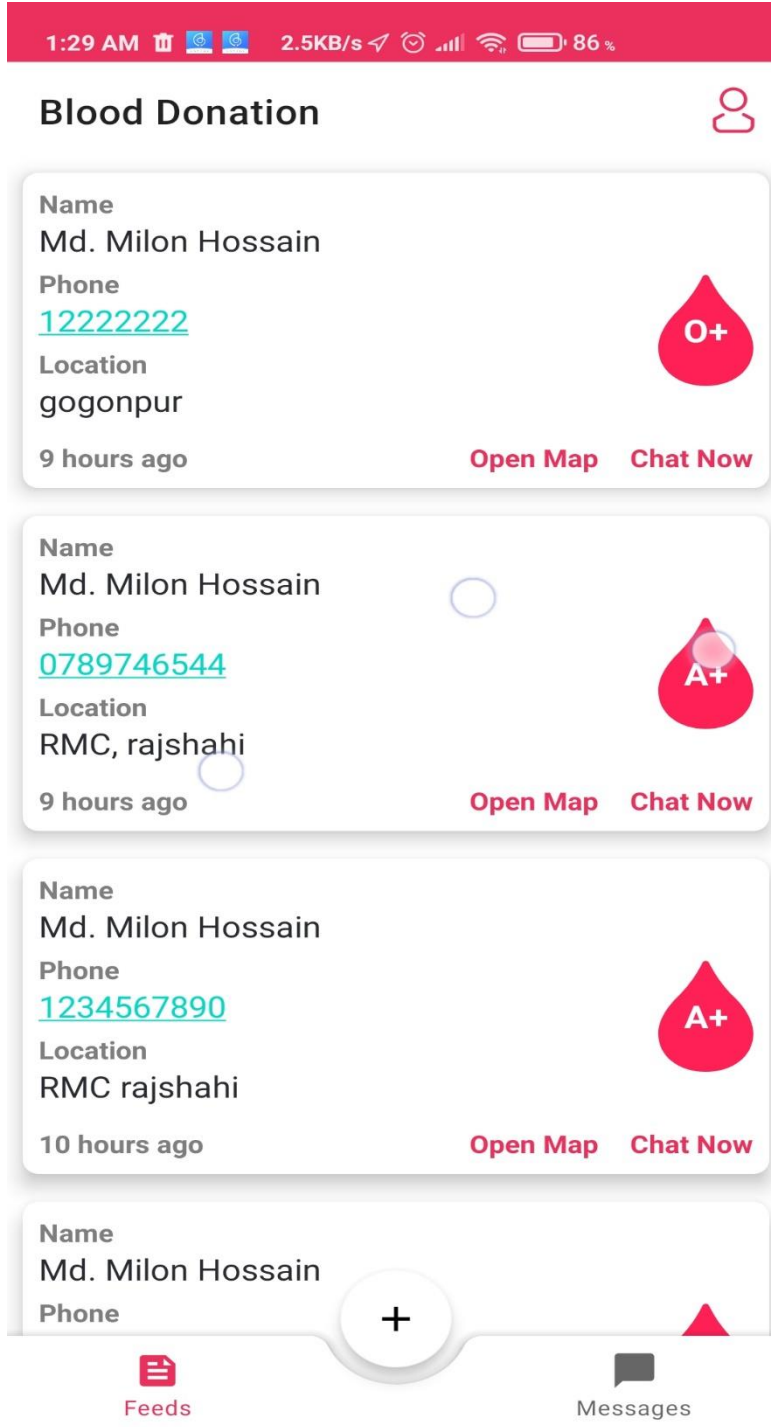 1:29 AM 2.5KB/s 86 %
Blood Donation
Name
Md. Milon Hossain
Phone
12222222
Location
gogonpur
O+
9 hours ago Open Map Chat Now
Name
Md. Milon Hossain
Phone
0789746544
Location
RMC, rajshahi
A+
9 hours ago Open Map Chat Now
Name
Md. Milon Hossain
Phone
1234567890
Location
RMC rajshahi
A+
10 hours ago Open Map Chat Now
Name
Md. Milon Hossain
Phone
+
Feeds Messages